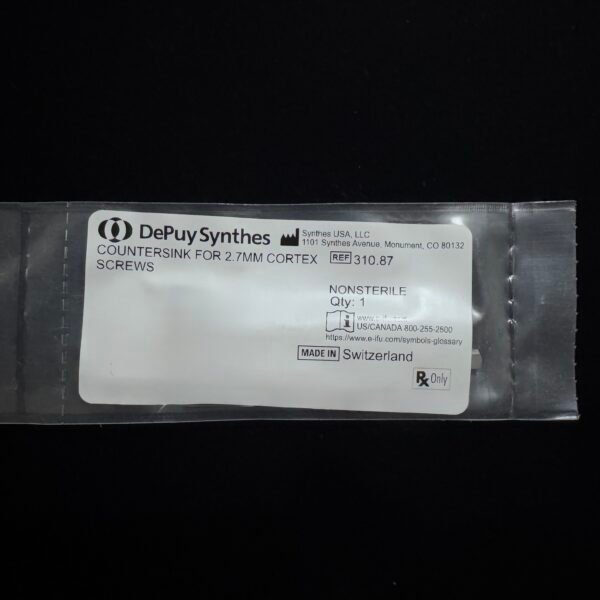 DePuy Synthes
Synthes USA, LLC
1101 Synthes Avenue, Monument, CO 80132
COUNTERSINK FOR 2.7MM CORTEX
SCREWS
REF 310.87
NONSTERILE
Qty: 1
US/CANADA 800-255-2500
https://www.e-ifu.com/symbols-glossary
MADE IN Switzerland
Rx Only